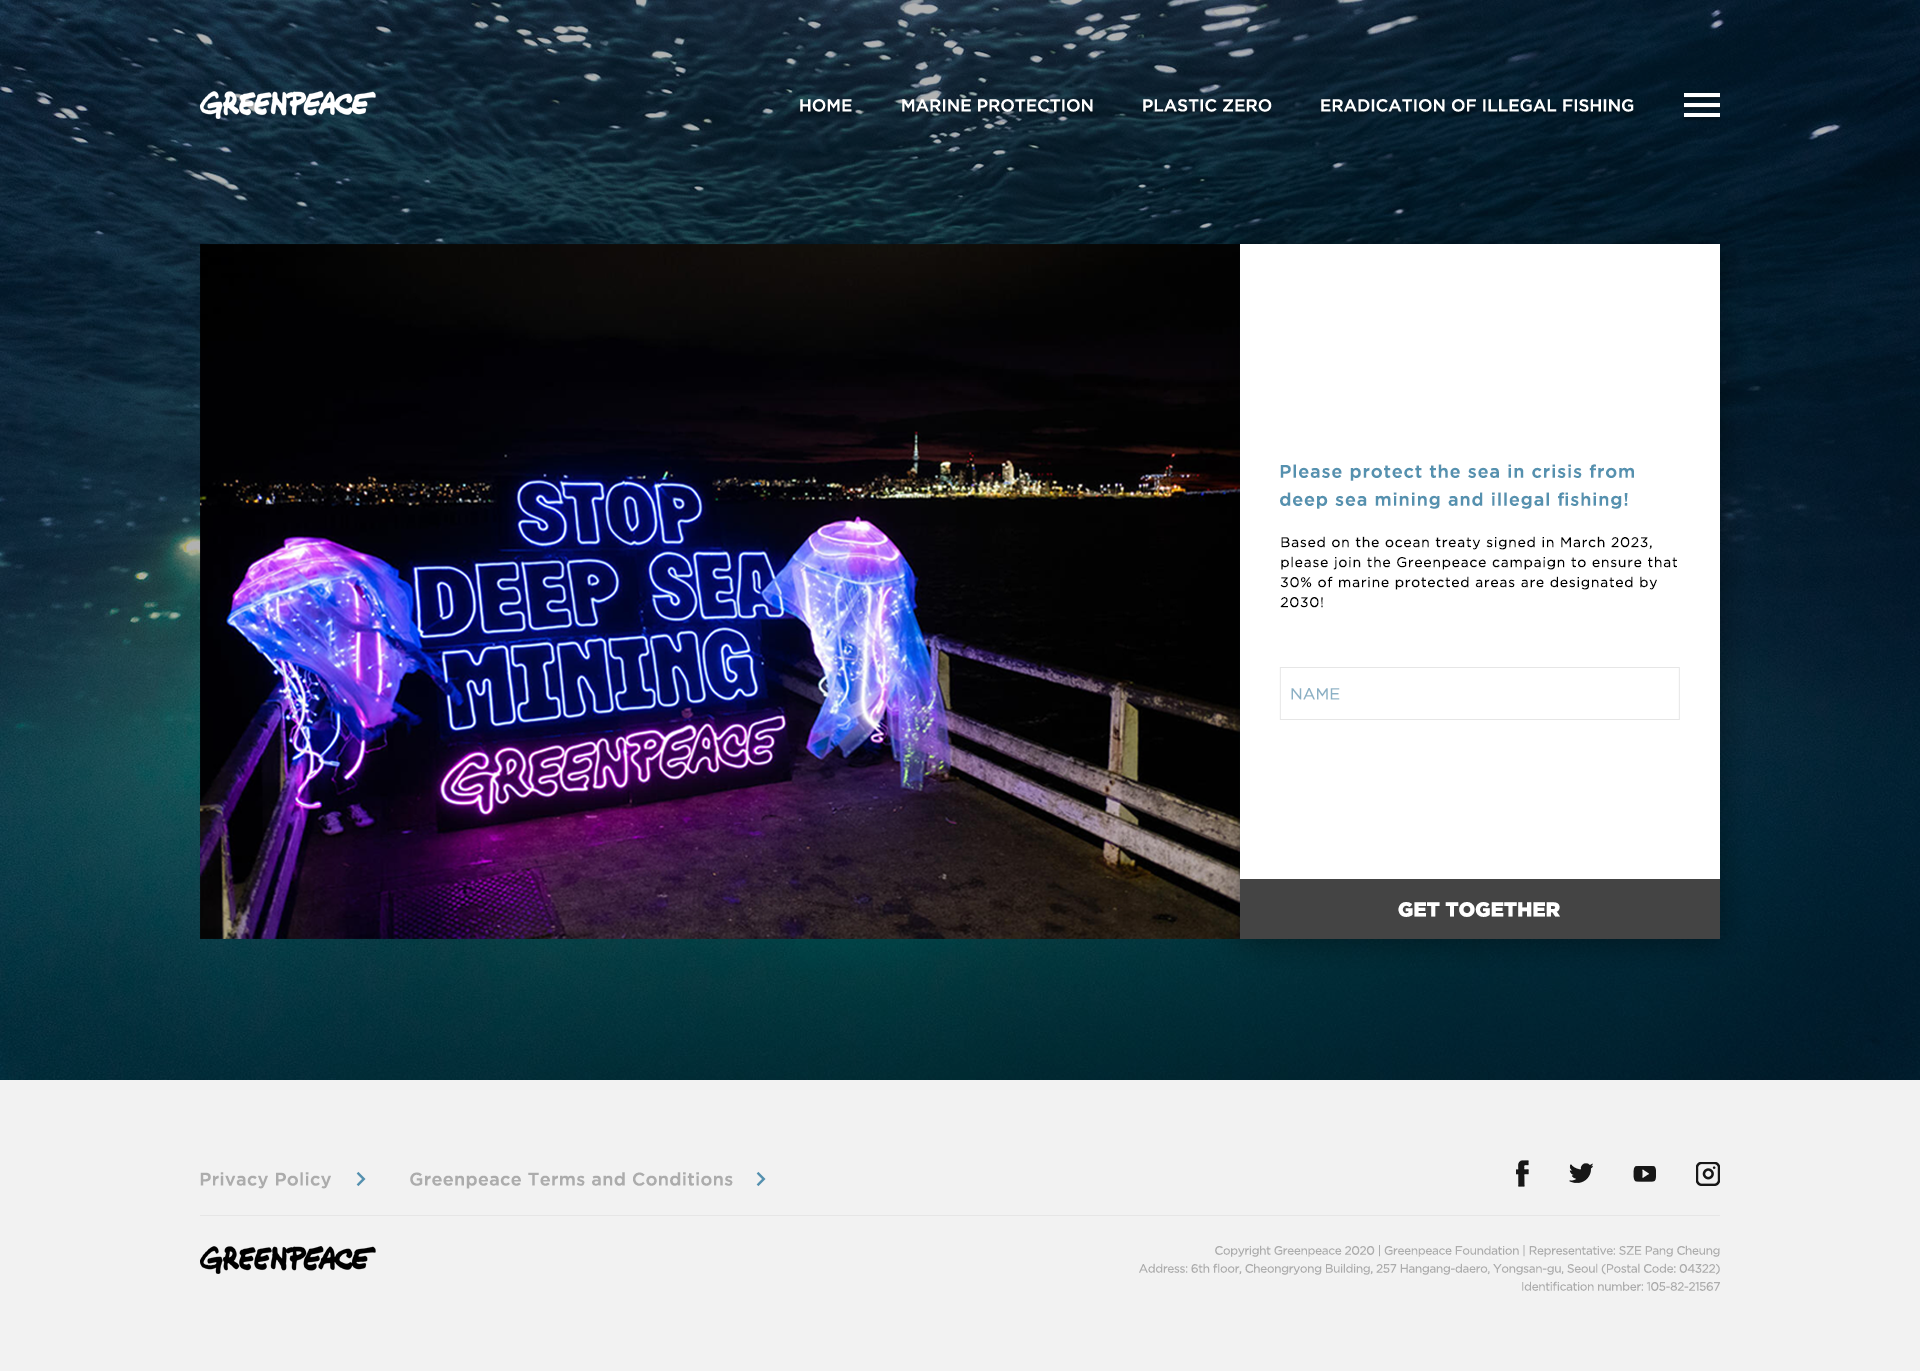 GREENPEACE
HOME MARINE PROTECTION PLASTIC ZERO ERADICATION OF ILLEGAL FISHING
STOP
DEEP SEA
MINING
GREENPEACE
Please protect the sea in crisis from
deep sea mining and illegal fishing!
Based on the ocean treaty signed in March 2023,
please join the Greenpeace campaign to ensure that
30% of marine protected areas are designated by
2030!
NAME
GET TOGETHER
Privacy Policy Greenpeace Terms and Conditions
GREENPEACE
Copyright Greenpeace 2020 | Greenpeace Foundation | Representative: SZE Pang Cheung
Address: 6th floor, Cheongryong Building, 257 Hangang-daero, Yongsan-gu, Seoul (Postal Code: 04322)
Identification number: 105-82-21567